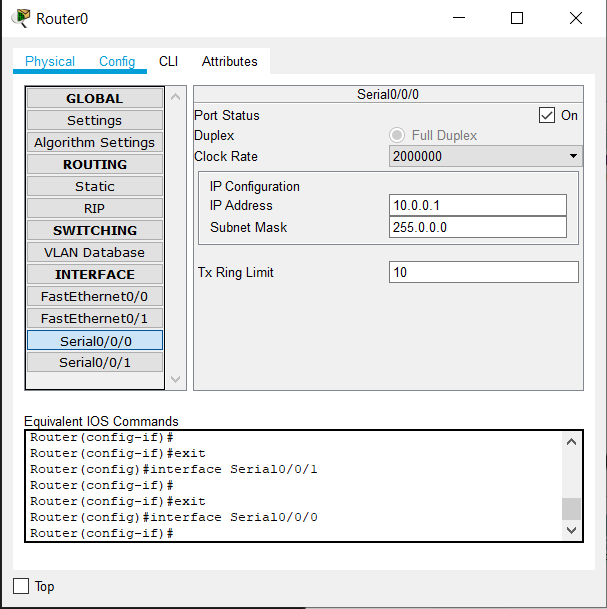 Router0
Physical Config CLI Attributes
GLOBAL
Settings
Algorithm Settings
ROUTING
Static
RIP
SWITCHING
VLAN Database
INTERFACE
FastEthernet0/0
FastEthernet0/1
Serial0/0/0
Serial0/0/1
Serial0/0/0
Port Status On
Duplex Full Duplex
Clock Rate 2000000
IP Configuration
IP Address 10.0.0.1
Subnet Mask 255.0.0.0
Tx Ring Limit 10
Equivalent IOS Commands
Router(config-if)#
Router(config-if)#exit
Router(config)#interface Serial0/0/1
Router(config-if)#
Router(config-if)#exit
Router(config)#interface Serial0/0/0
Router(config-if)#
Top